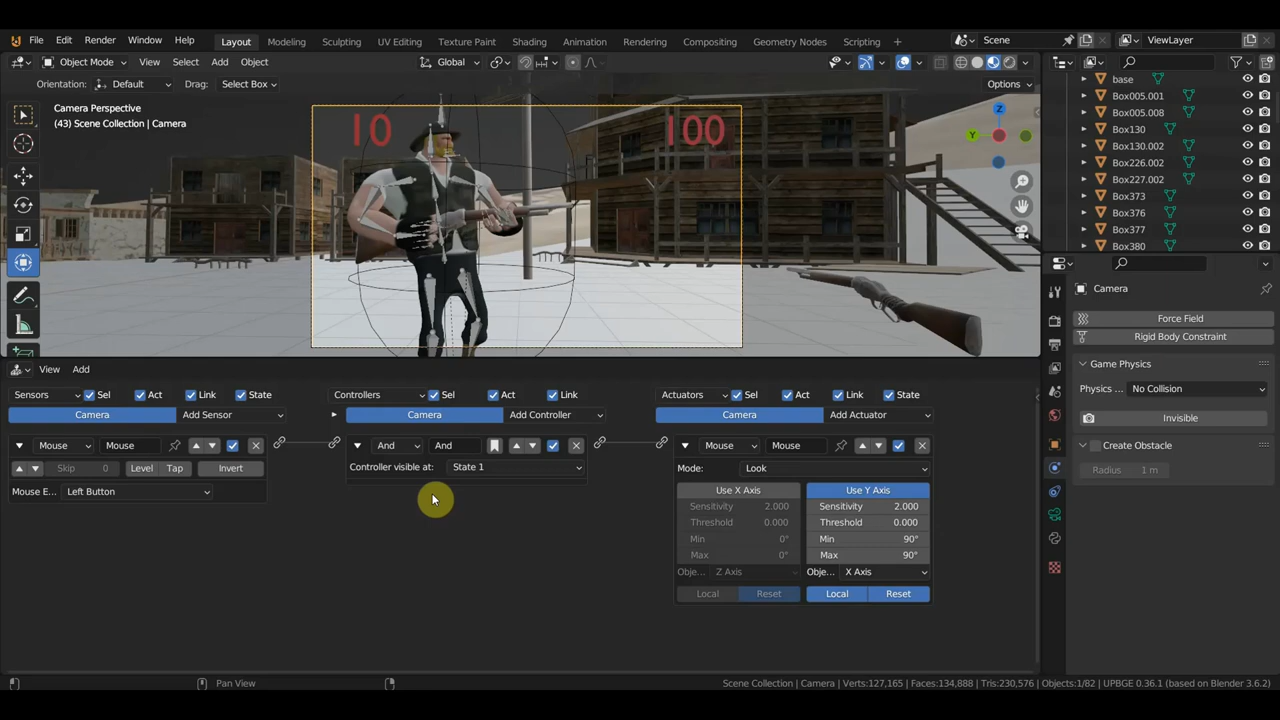 File Edit Render Window Help Layout Modeling Sculpting UV Editing Texture Paint Shading Animation Rendering Compositing Geometry Nodes Scripting + Scene ViewLayer
Object Mode View Select Add Object Global
Orientation: Default Drag: Select Box Options
Camera Perspective
(43) Scene Collection | Camera
10 100
Z
Y
base
Box005.001
Box005.008
Box130
Box130.002
Box226.002
Box227.002
Box373
Box376
Box377
Box380
Camera
Force Field
Rigid Body Constraint
Game Physics
Physics ... No Collision
Invisible
Create Obstacle
Radius 1 m
View Add
Sensors Sel Act Link State Controllers Sel Act Link Actuators Sel Act Link State
Camera Add Sensor Camera Add Controller Camera Add Actuator
Mouse Mouse And And Mouse Mouse
Skip 0 Level Tap Invert Controller visible at: State 1 Mode: Look
Mouse E... Left Button Use X Axis Use Y Axis
Sensitivity 2.000 Sensitivity 2.000
Threshold 0.000 Threshold 0.000
Min 0° Min 90°
Max 0° Max 90°
Obje... Z Axis Obje... X Axis
Local Reset Local Reset
Pan View Scene Collection | Camera | Verts:127,165 | Faces:134,888 | Tris:230,576 | Objects:1/82 | UPBGE 0.36.1 (based on Blender 3.6.2)